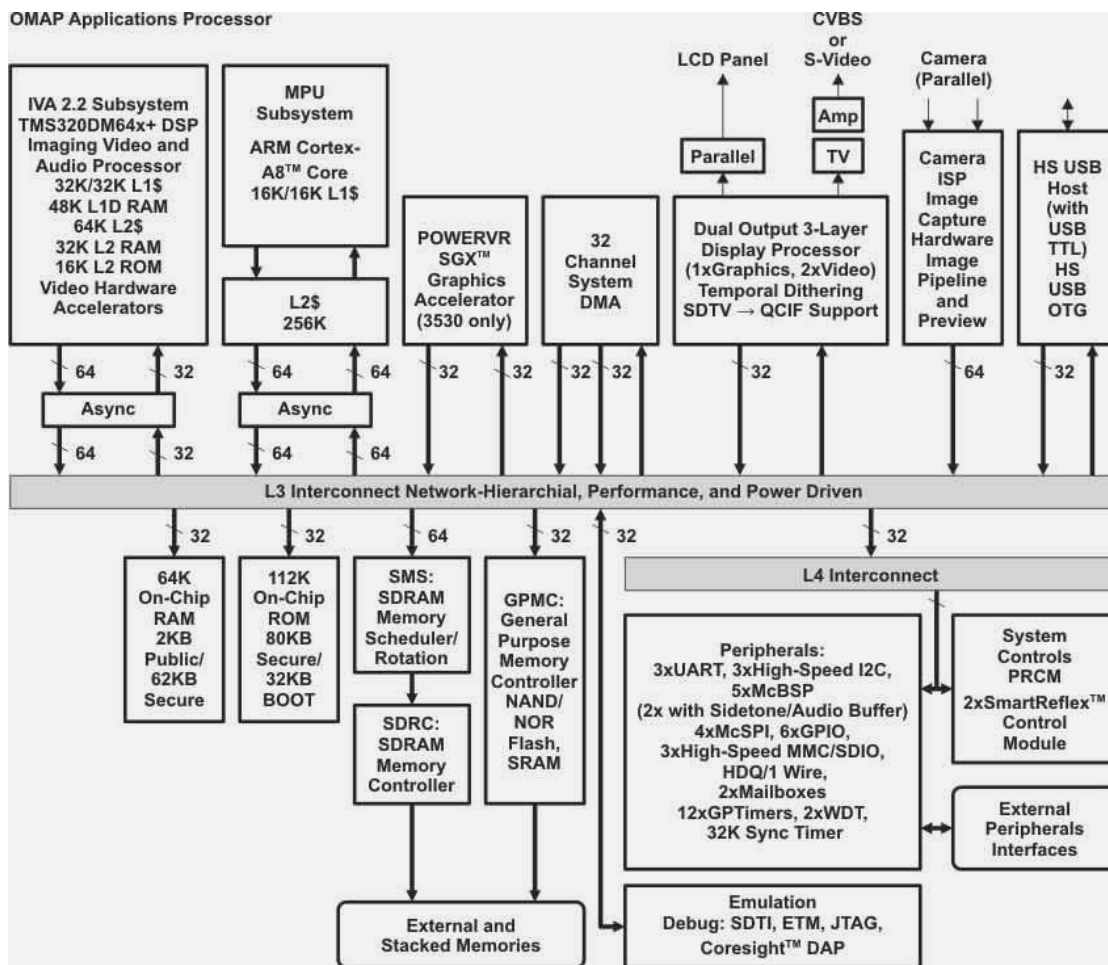 OMAP Applications Processor
CVBS
or
S-Video
LCD Panel
Camera
(Parallel)
Amp
Parallel
TV
IVA 2.2 Subsystem
TMS320DM64x+ DSP
Imaging Video and
Audio Processor
32K/32K L1$
48K L1D RAM
64K L2$
32K L2 RAM
16K L2 ROM
Video Hardware
Accelerators
MPU
Subsystem
ARM Cortex-
A8™ Core
16K/16K L1$
L2$
256K
POWERVR
SGX™
Graphics
Accelerator
(3530 only)
32
Channel
System
DMA
Dual Output 3-Layer
Display Processor
(1xGraphics, 2xVideo)
Temporal Dithering
SDTV → QCIF Support
Camera
ISP
Image
Capture
Hardware
Image
Pipeline
and
Preview
HS USB
Host
(with
USB
TTL)
HS
USB
OTG
64
32
64
64
32
32
32
32
32
64
32
Async
Async
64
32
64
64
L3 Interconnect Network-Hierarchial, Performance, and Power Driven
32
32
64
32
32
32
64K
On-Chip
RAM
2KB
Public/
62KB
Secure
112K
On-Chip
ROM
80KB
Secure/
32KB
BOOT
SMS:
SDRAM
Memory
Scheduler/
Rotation
SDRC:
SDRAM
Memory
Controller
GPMC:
General
Purpose
Memory
Controller
NAND/
NOR
Flash,
SRAM
L4 Interconnect
Peripherals:
3xUART, 3xHigh-Speed I2C,
5xMcBSP
(2x with Sidetone/Audio Buffer)
4xMcSPI, 6xGPIO,
3xHigh-Speed MMC/SDIO,
HDQ/1 Wire,
2xMailboxes
12xGPTimers, 2xWDT,
32K Sync Timer
System
Controls
PRCM
2xSmartReflex™
Control
Module
External
Peripherals
Interfaces
External and
Stacked Memories
Emulation
Debug: SDTI, ETM, JTAG,
Coresight™ DAP